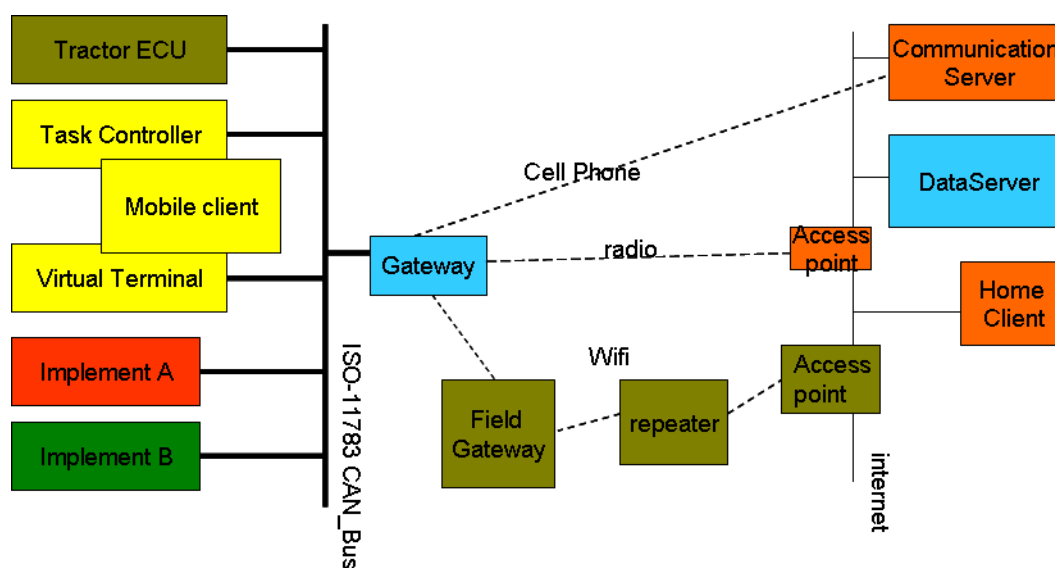 Tractor ECU
Task Controller
Mobile client
Virtual Terminal
Implement A
Implement B
ISO-11783 CAN_Bus
Gateway
Cell Phone
radio
Wifi
Field
Gateway
repeater
Access
point
Access
point
Communication
Server
DataServer
Home
Client
internet